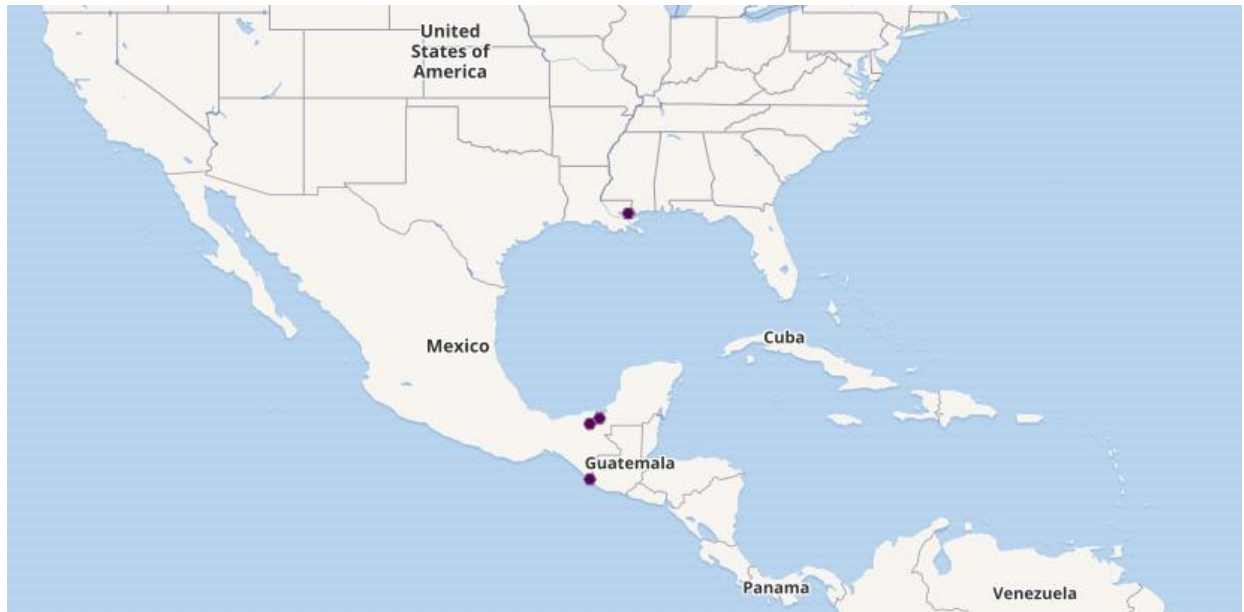 United
States of
America
Mexico
Cuba
Guatemala
Panama
Venezuela